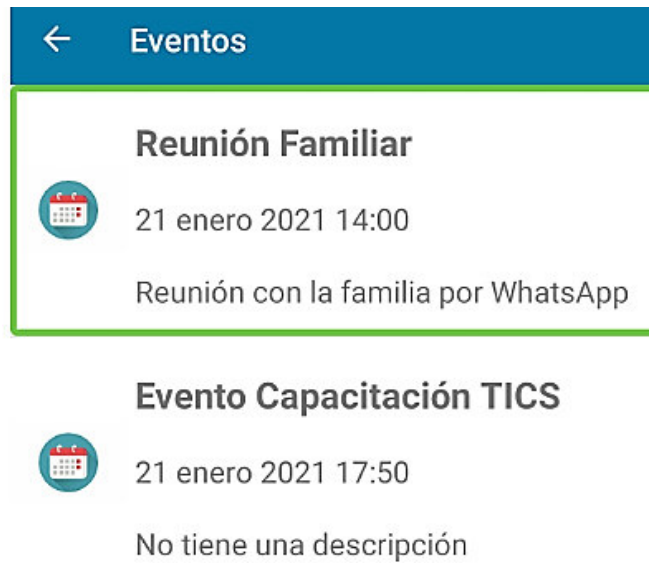 Eventos
Reunión Familiar
21 enero 2021 14:00
Reunión con la familia por WhatsApp
Evento Capacitación TICS
21 enero 2021 17:50
No tiene una descripción